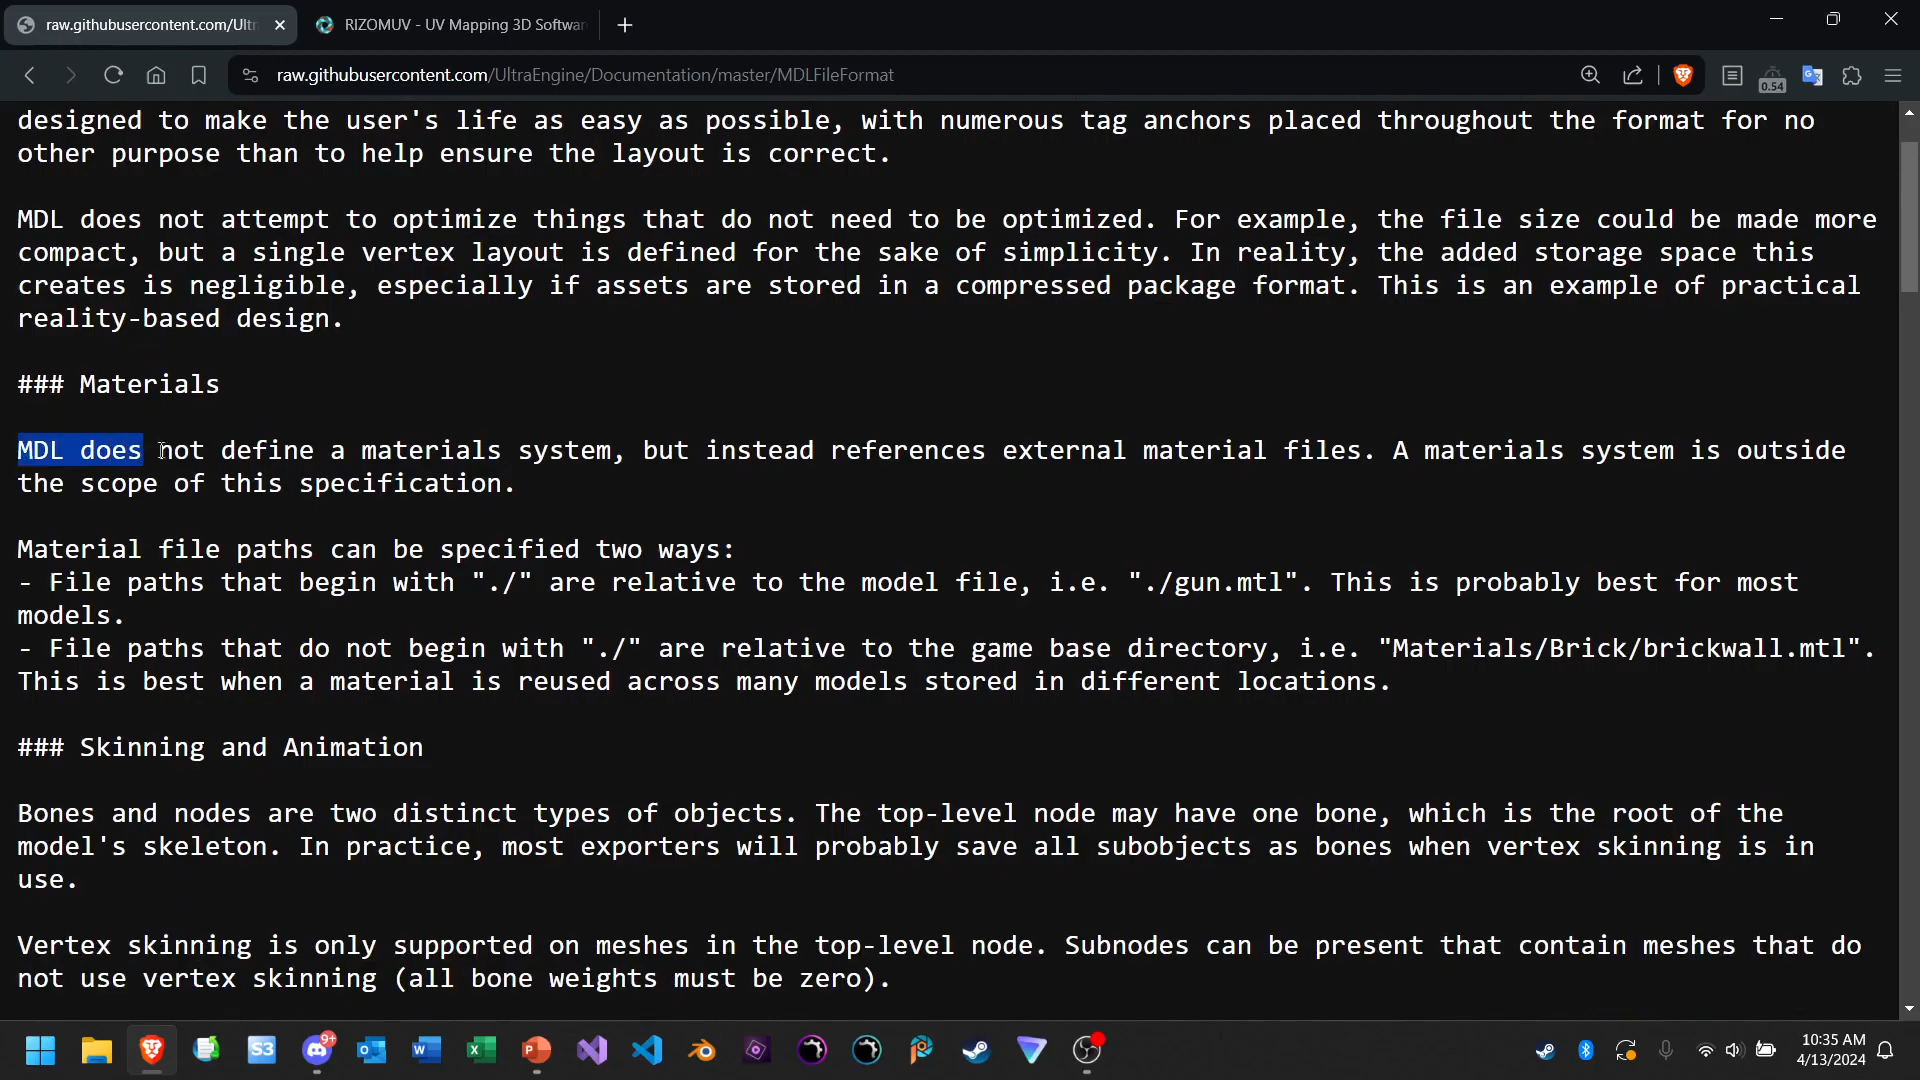 raw.githubusercontent.com/Ult
RIZOMUV - UV Mapping 3D Softwa
raw.githubusercontent.com/UltraEngine/Documentation/master/MDLFileFormat
0.54
designed to make the user's life as easy as possible, with numerous tag anchors placed throughout the format for no
other purpose than to help ensure the layout is correct.
MDL does not attempt to optimize things that do not need to be optimized. For example, the file size could be made more
compact, but a single vertex layout is defined for the sake of simplicity. In reality, the added storage space this
creates is negligible, especially if assets are stored in a compressed package format. This is an example of practical
reality-based design.
### Materials
MDL does not define a materials system, but instead references external material files. A materials system is outside
the scope of this specification.
Material file paths can be specified two ways:
- File paths that begin with "./" are relative to the model file, i.e. "./gun.mtl". This is probably best for most
models.
- File paths that do not begin with "./" are relative to the game base directory, i.e. "Materials/Brick/brickwall.mtl".
This is best when a material is reused across many models stored in different locations.
### Skinning and Animation
Bones and nodes are two distinct types of objects. The top-level node may have one bone, which is the root of the
model's skeleton. In practice, most exporters will probably save all subobjects as bones when vertex skinning is in
use.
Vertex skinning is only supported on meshes in the top-level node. Subnodes can be present that contain meshes that do
not use vertex skinning (all bone weights must be zero).
S3
9+
10:35 AM
4/13/2024